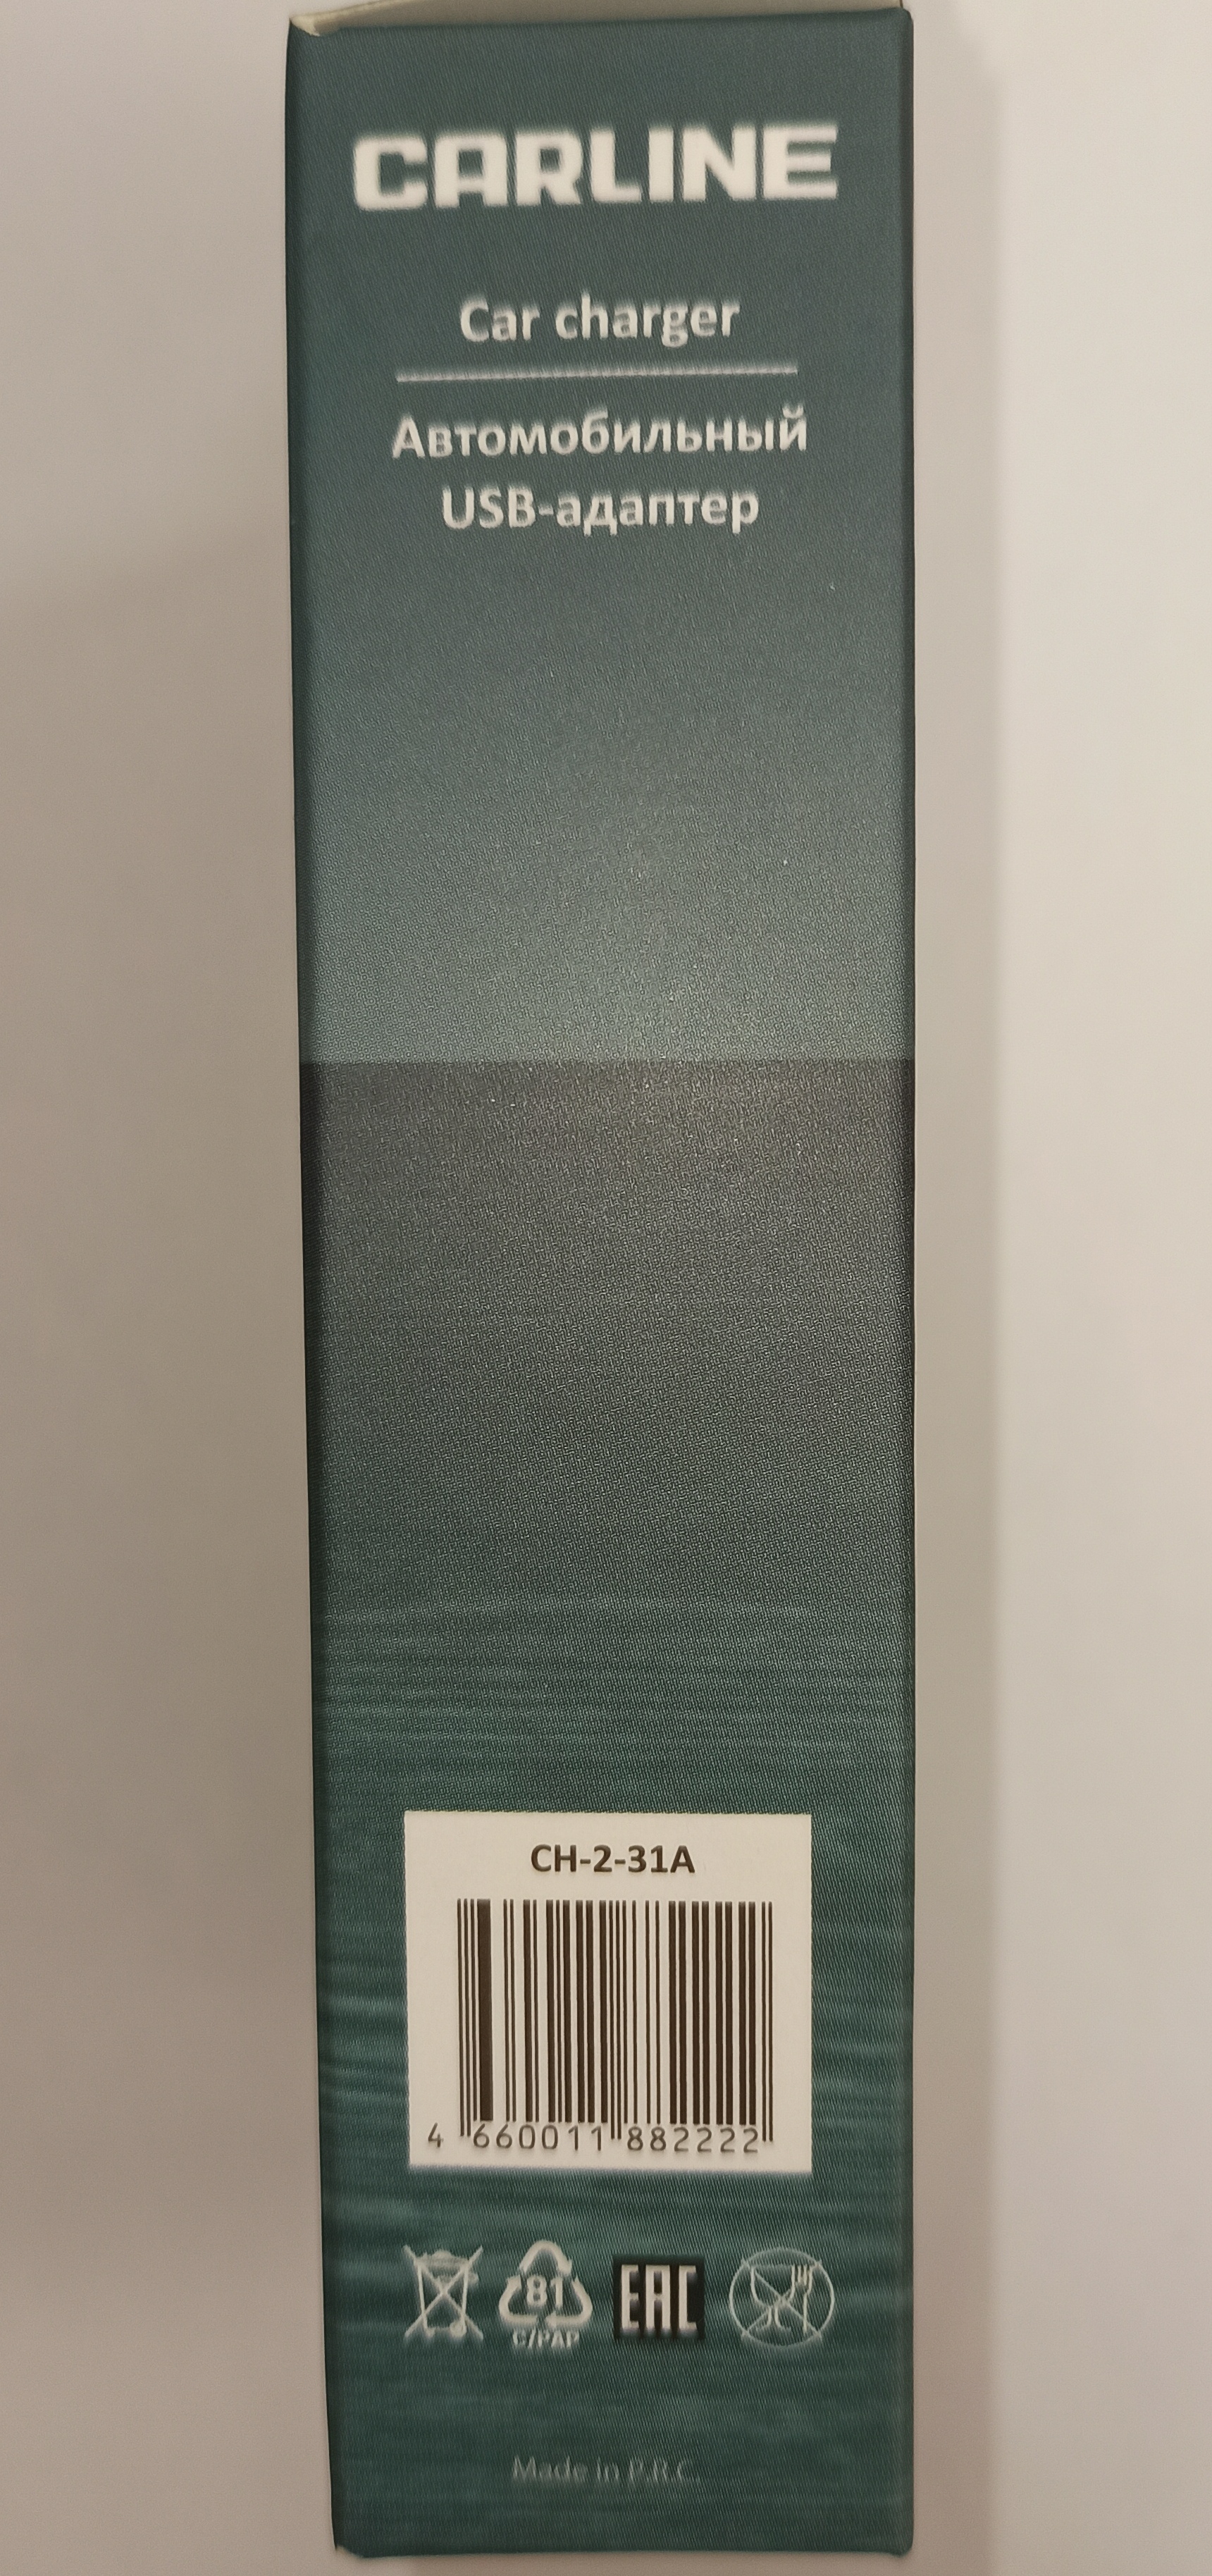 CARLINE
Car charger
Автомобильный
USB-адаптер
CH-2-31A
4 660011 882222
81
C/PAP
EAC
Made in P.R.C.